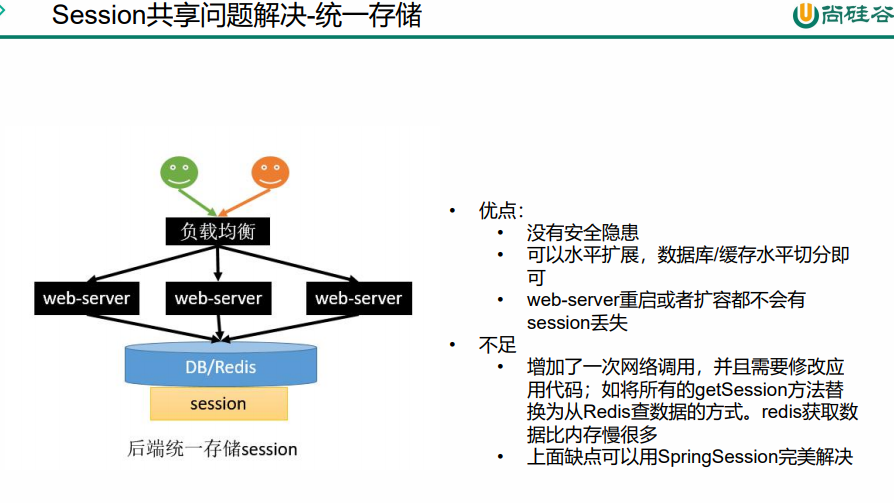 Session共享问题解决-统一存储
尚硅谷
负载均衡
web-server
web-server
web-server
DB/Redis
session
后端统一存储session
• 优点：
• 没有安全隐患
• 可以水平扩展，数据库/缓存水平切分即
可
• web-server重启或者扩容都不会有
session丢失
• 不足
• 增加了一次网络调用，并且需要修改应
用代码；如将所有的getSession方法替
换为从Redis查数据的方式。redis获取数
据比内存慢很多
• 上面缺点可以用SpringSession完美解决